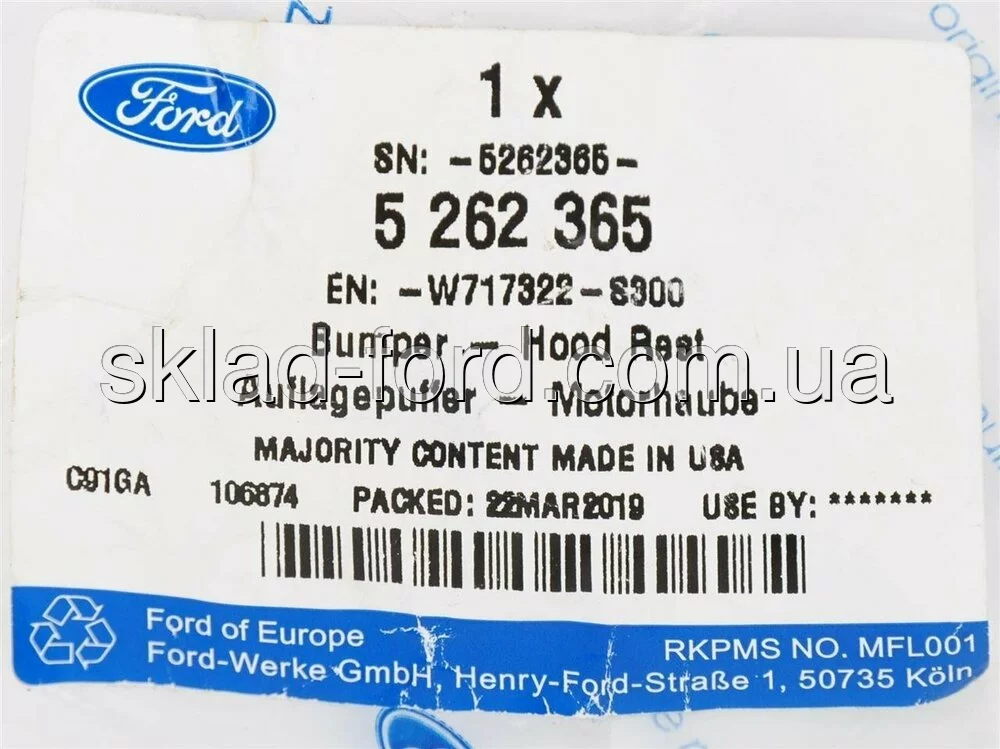 Ford
1 x
SN: -5262365-
5 262 365
EN: -W717322-S300
Bumper - Hood Rest
sklad-ford.com.ua
Auflagepuffer - Motorhaube
MAJORITY CONTENT MADE IN USA
C91GA 106874 PACKED: 22MAR2019 USE BY: *******
Ford of Europe
Ford-Werke GmbH, Henry-Ford-Straße 1, 50735 Köln
RKPMS NO. MFL001